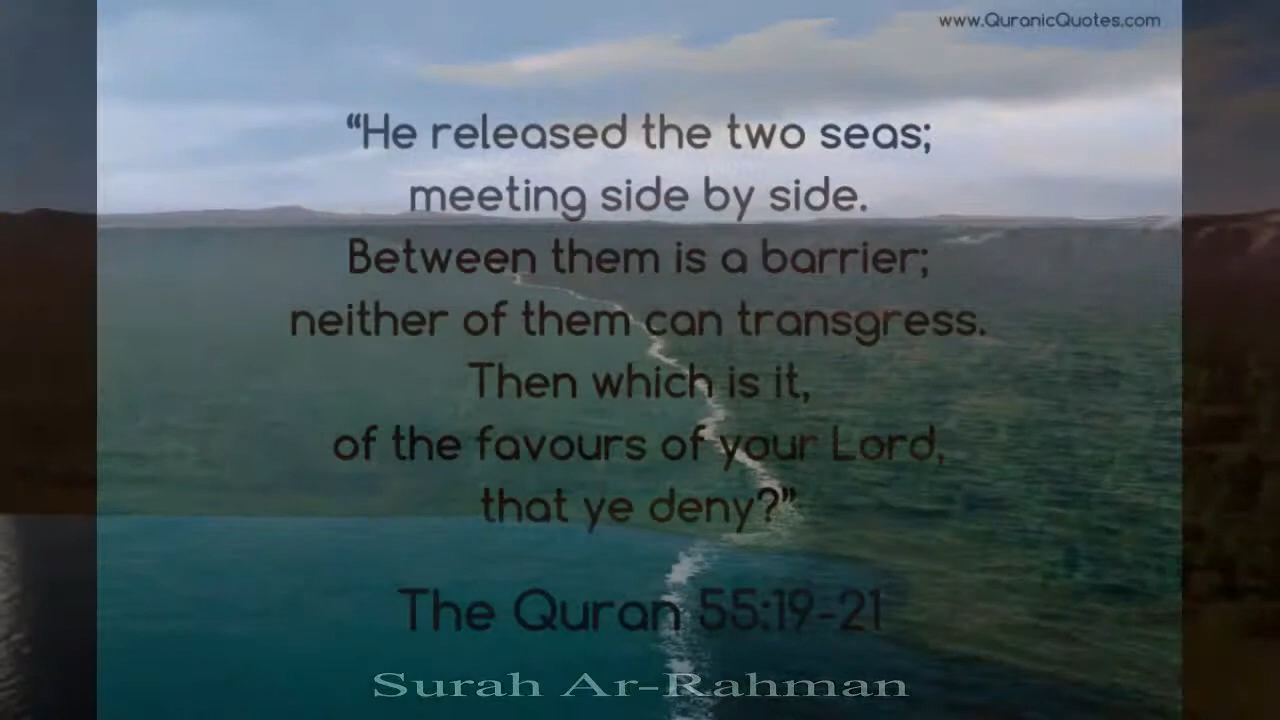 www.QuranicQuotes.com
“He released the two seas;
meeting side by side.
Between them is a barrier;
neither of them can transgress.
Then which is it,
of the favours of your Lord,
that ye deny?”
The Quran 55:19-21
Surah Ar-Rahman